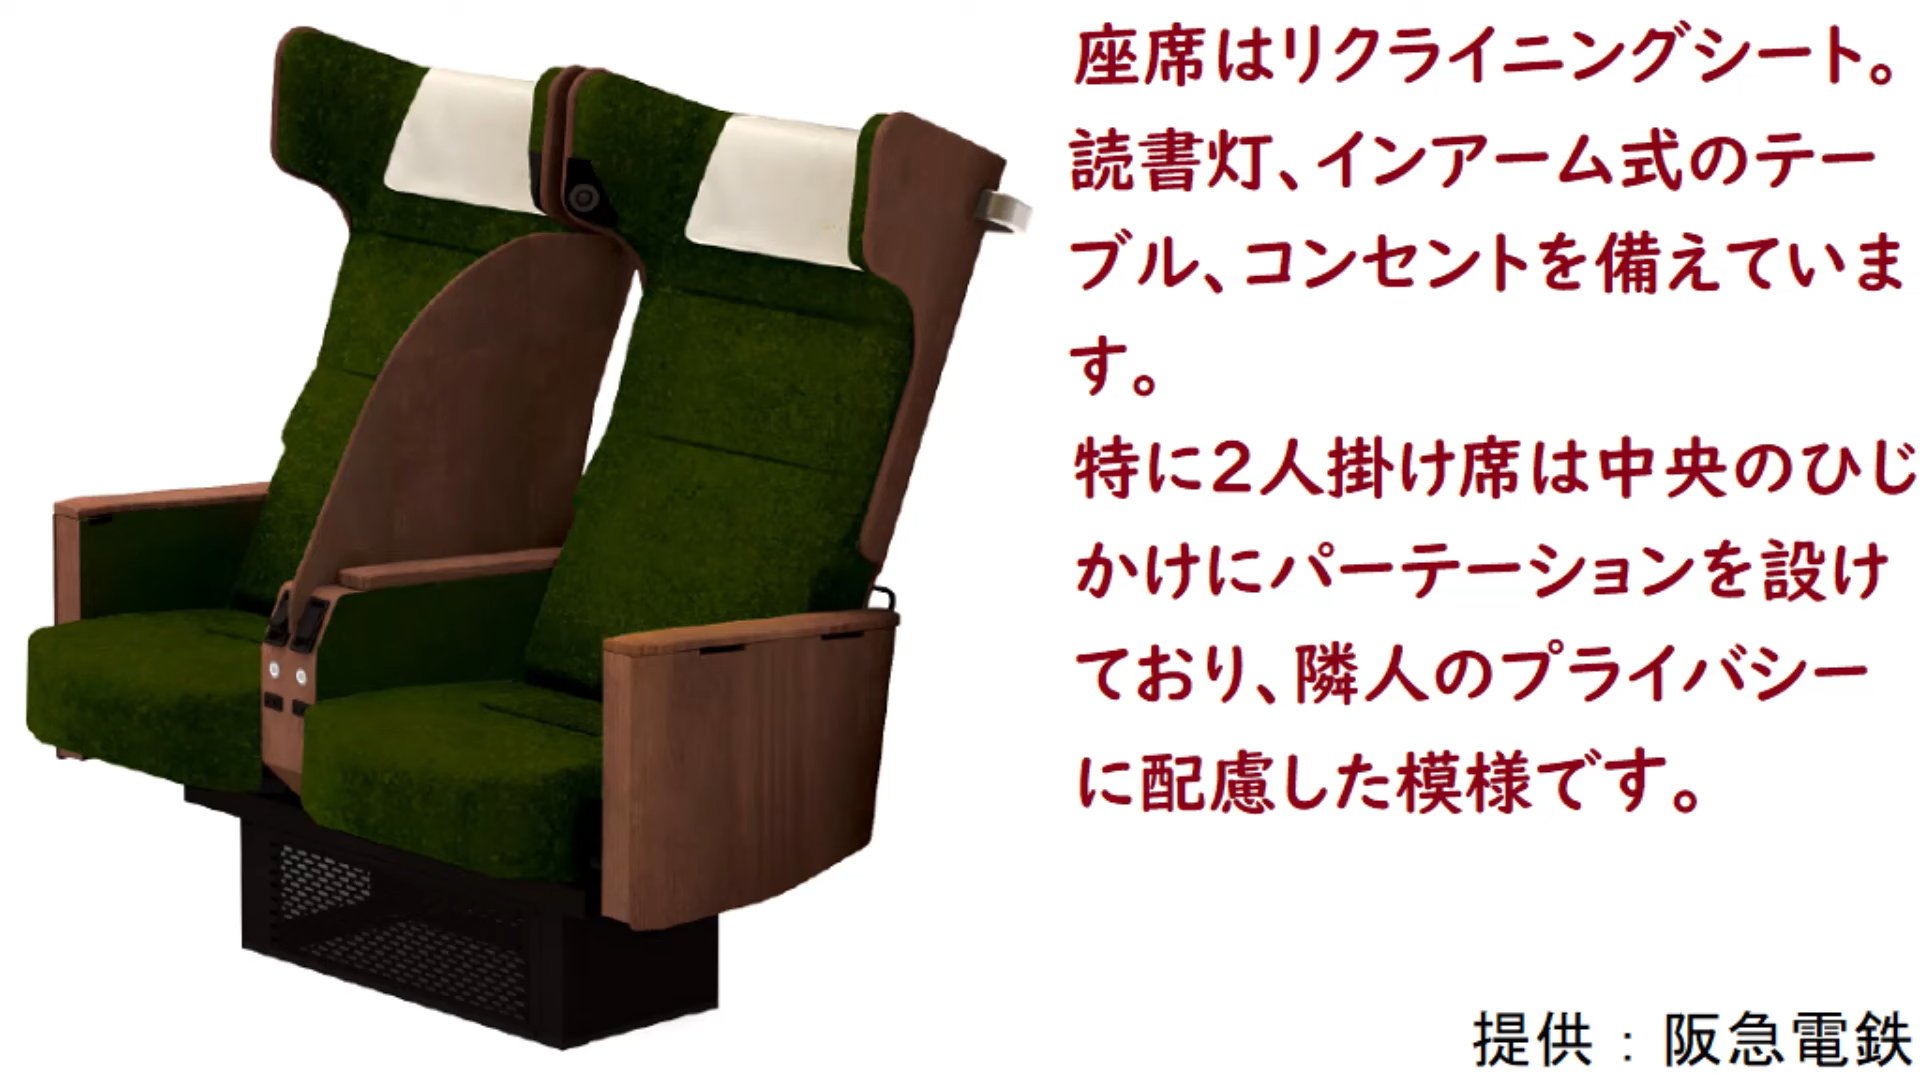 座席はリクライニングシート。
読書灯、インアーム式のテー
ブル、コンセントを備えていま
す。
特に2人掛け席は中央のひじ
かけにパーテーションを設け
ており、隣人のプライバシー
に配慮した模様です。
提供：阪急電鉄